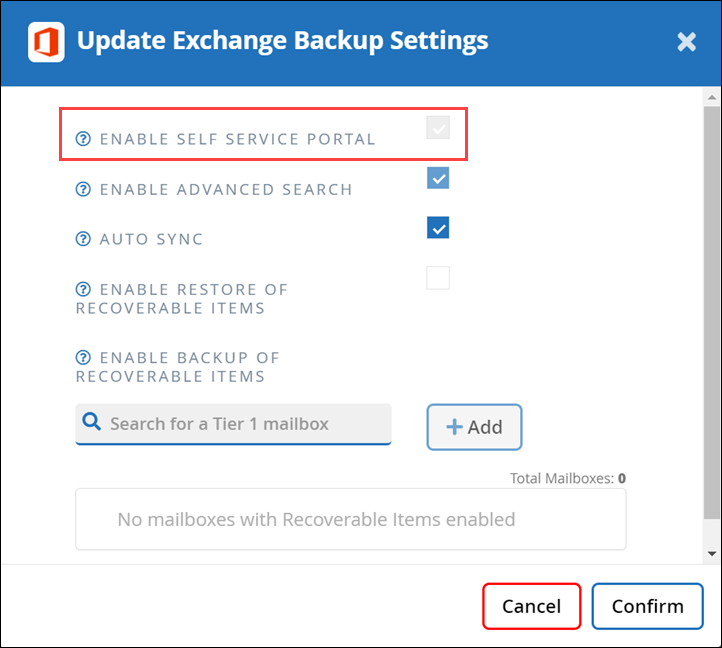 Update Exchange Backup Settings
ENABLE SELF SERVICE PORTAL
ENABLE ADVANCED SEARCH
AUTO SYNC
ENABLE RESTORE OF
RECOVERABLE ITEMS
ENABLE BACKUP OF
RECOVERABLE ITEMS
Search for a Tier 1 mailbox
+ Add
Total Mailboxes: 0
No mailboxes with Recoverable Items enabled
Cancel
Confirm